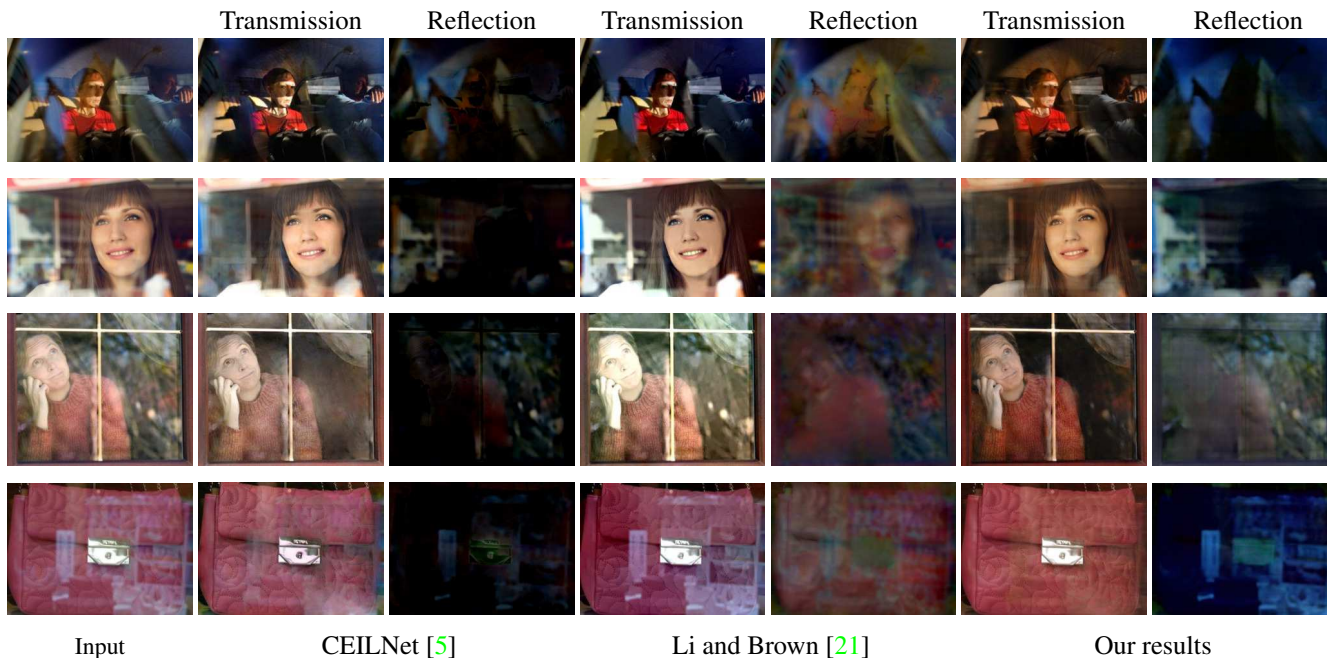 Transmission Reflection Transmission Reflection Transmission Reflection
Input CEILNet [5] Li and Brown [21] Our results